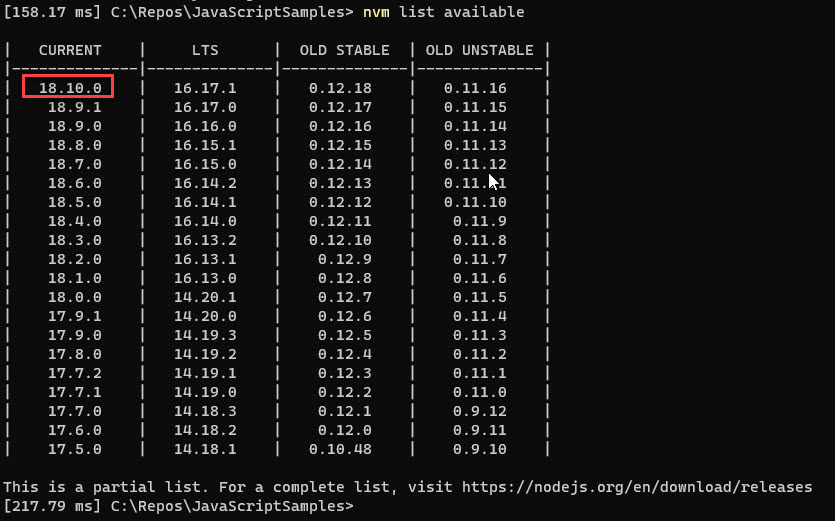 [158.17 ms] C:\Repos\JavaScriptSamples> nvm list available
|   CURRENT    |     LTS      |  OLD STABLE  | OLD UNSTABLE |
|--------------|--------------|--------------|--------------|
|   18.10.0    |   16.17.1    |   0.12.18    |   0.11.16    |
|    18.9.1    |   16.17.0    |   0.12.17    |   0.11.15    |
|    18.9.0    |   16.16.0    |   0.12.16    |   0.11.14    |
|    18.8.0    |   16.15.1    |   0.12.15    |   0.11.13    |
|    18.7.0    |   16.15.0    |   0.12.14    |   0.11.12    |
|    18.6.0    |   16.14.2    |   0.12.13    |   0.11.11    |
|    18.5.0    |   16.14.1    |   0.12.12    |   0.11.10    |
|    18.4.0    |   16.14.0    |   0.12.11    |    0.11.9    |
|    18.3.0    |   16.13.2    |   0.12.10    |    0.11.8    |
|    18.2.0    |   16.13.1    |    0.12.9    |    0.11.7    |
|    18.1.0    |   16.13.0    |    0.12.8    |    0.11.6    |
|    18.0.0    |   14.20.1    |    0.12.7    |    0.11.5    |
|    17.9.1    |   14.20.0    |    0.12.6    |    0.11.4    |
|    17.9.0    |   14.19.3    |    0.12.5    |    0.11.3    |
|    17.8.0    |   14.19.2    |    0.12.4    |    0.11.2    |
|    17.7.2    |   14.19.1    |    0.12.3    |    0.11.1    |
|    17.7.1    |   14.19.0    |    0.12.2    |    0.11.0    |
|    17.7.0    |   14.18.3    |    0.12.1    |    0.9.12    |
|    17.6.0    |   14.18.2    |    0.12.0    |    0.9.11    |
|    17.5.0    |   14.18.1    |   0.10.48    |    0.9.10    |
This is a partial list. For a complete list, visit https://nodejs.org/en/download/releases
[217.79 ms] C:\Repos\JavaScriptSamples>